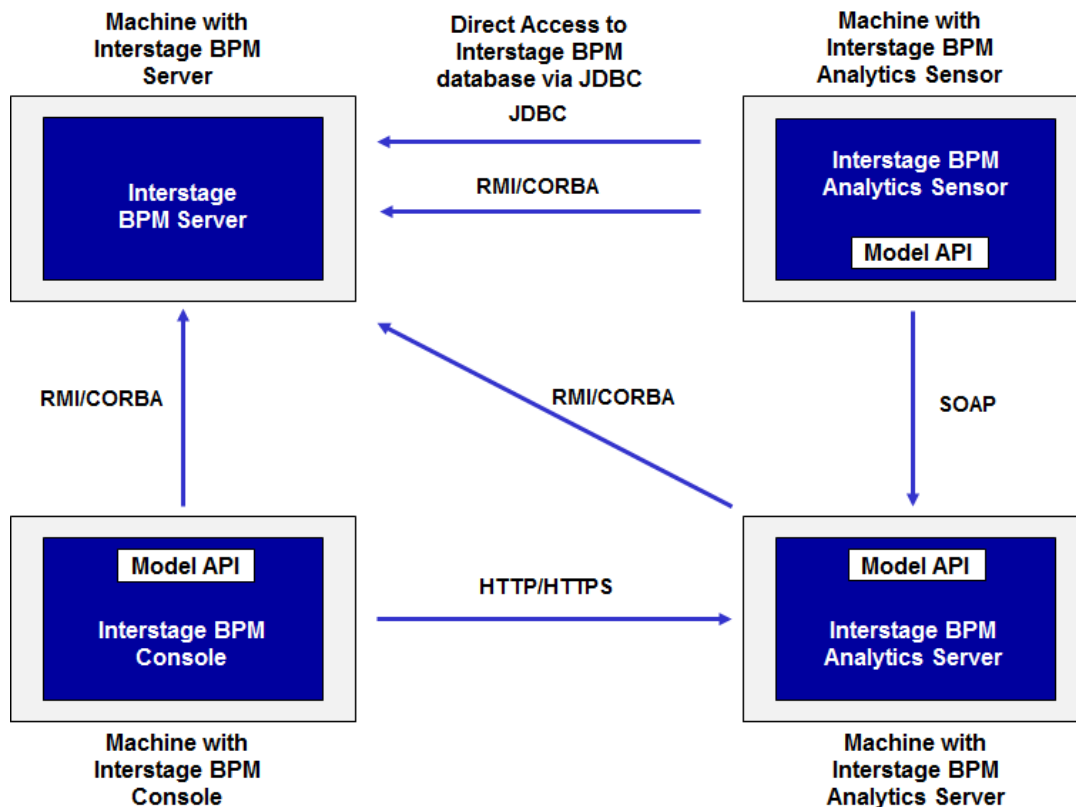 Machine with
Interstage BPM
Server
Direct Access to
Interstage BPM
database via JDBC
Machine with
Interstage BPM
Analytics Sensor
JDBC
Interstage
BPM Server
RMI/CORBA
Interstage BPM
Analytics Sensor
Model API
RMI/CORBA
RMI/CORBA
SOAP
Model API
Interstage BPM
Console
HTTP/HTTPS
Model API
Interstage BPM
Analytics Server
Machine with
Interstage BPM
Console
Machine with
Interstage BPM
Analytics Server